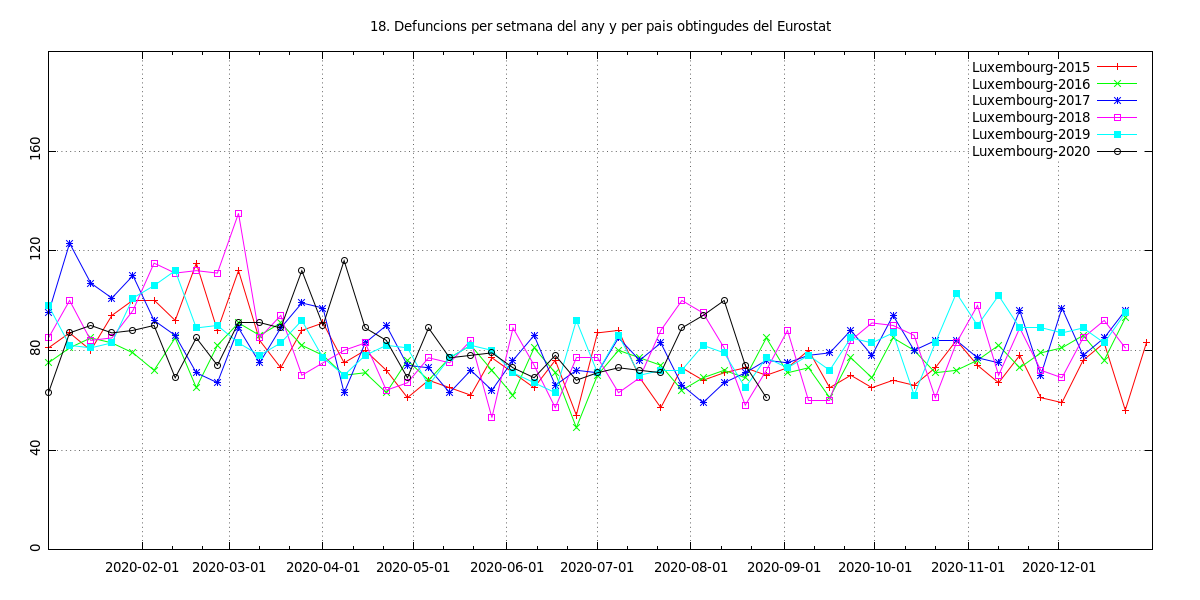 18. Defuncions per setmana del any y per pais obtingudes del Eurostat
Luxembourg-2015
Luxembourg-2016
Luxembourg-2017
Luxembourg-2018
Luxembourg-2019
Luxembourg-2020
160
120
80
40
0
2020-02-01 2020-03-01 2020-04-01 2020-05-01 2020-06-01 2020-07-01 2020-08-01 2020-09-01 2020-10-01 2020-11-01 2020-12-01